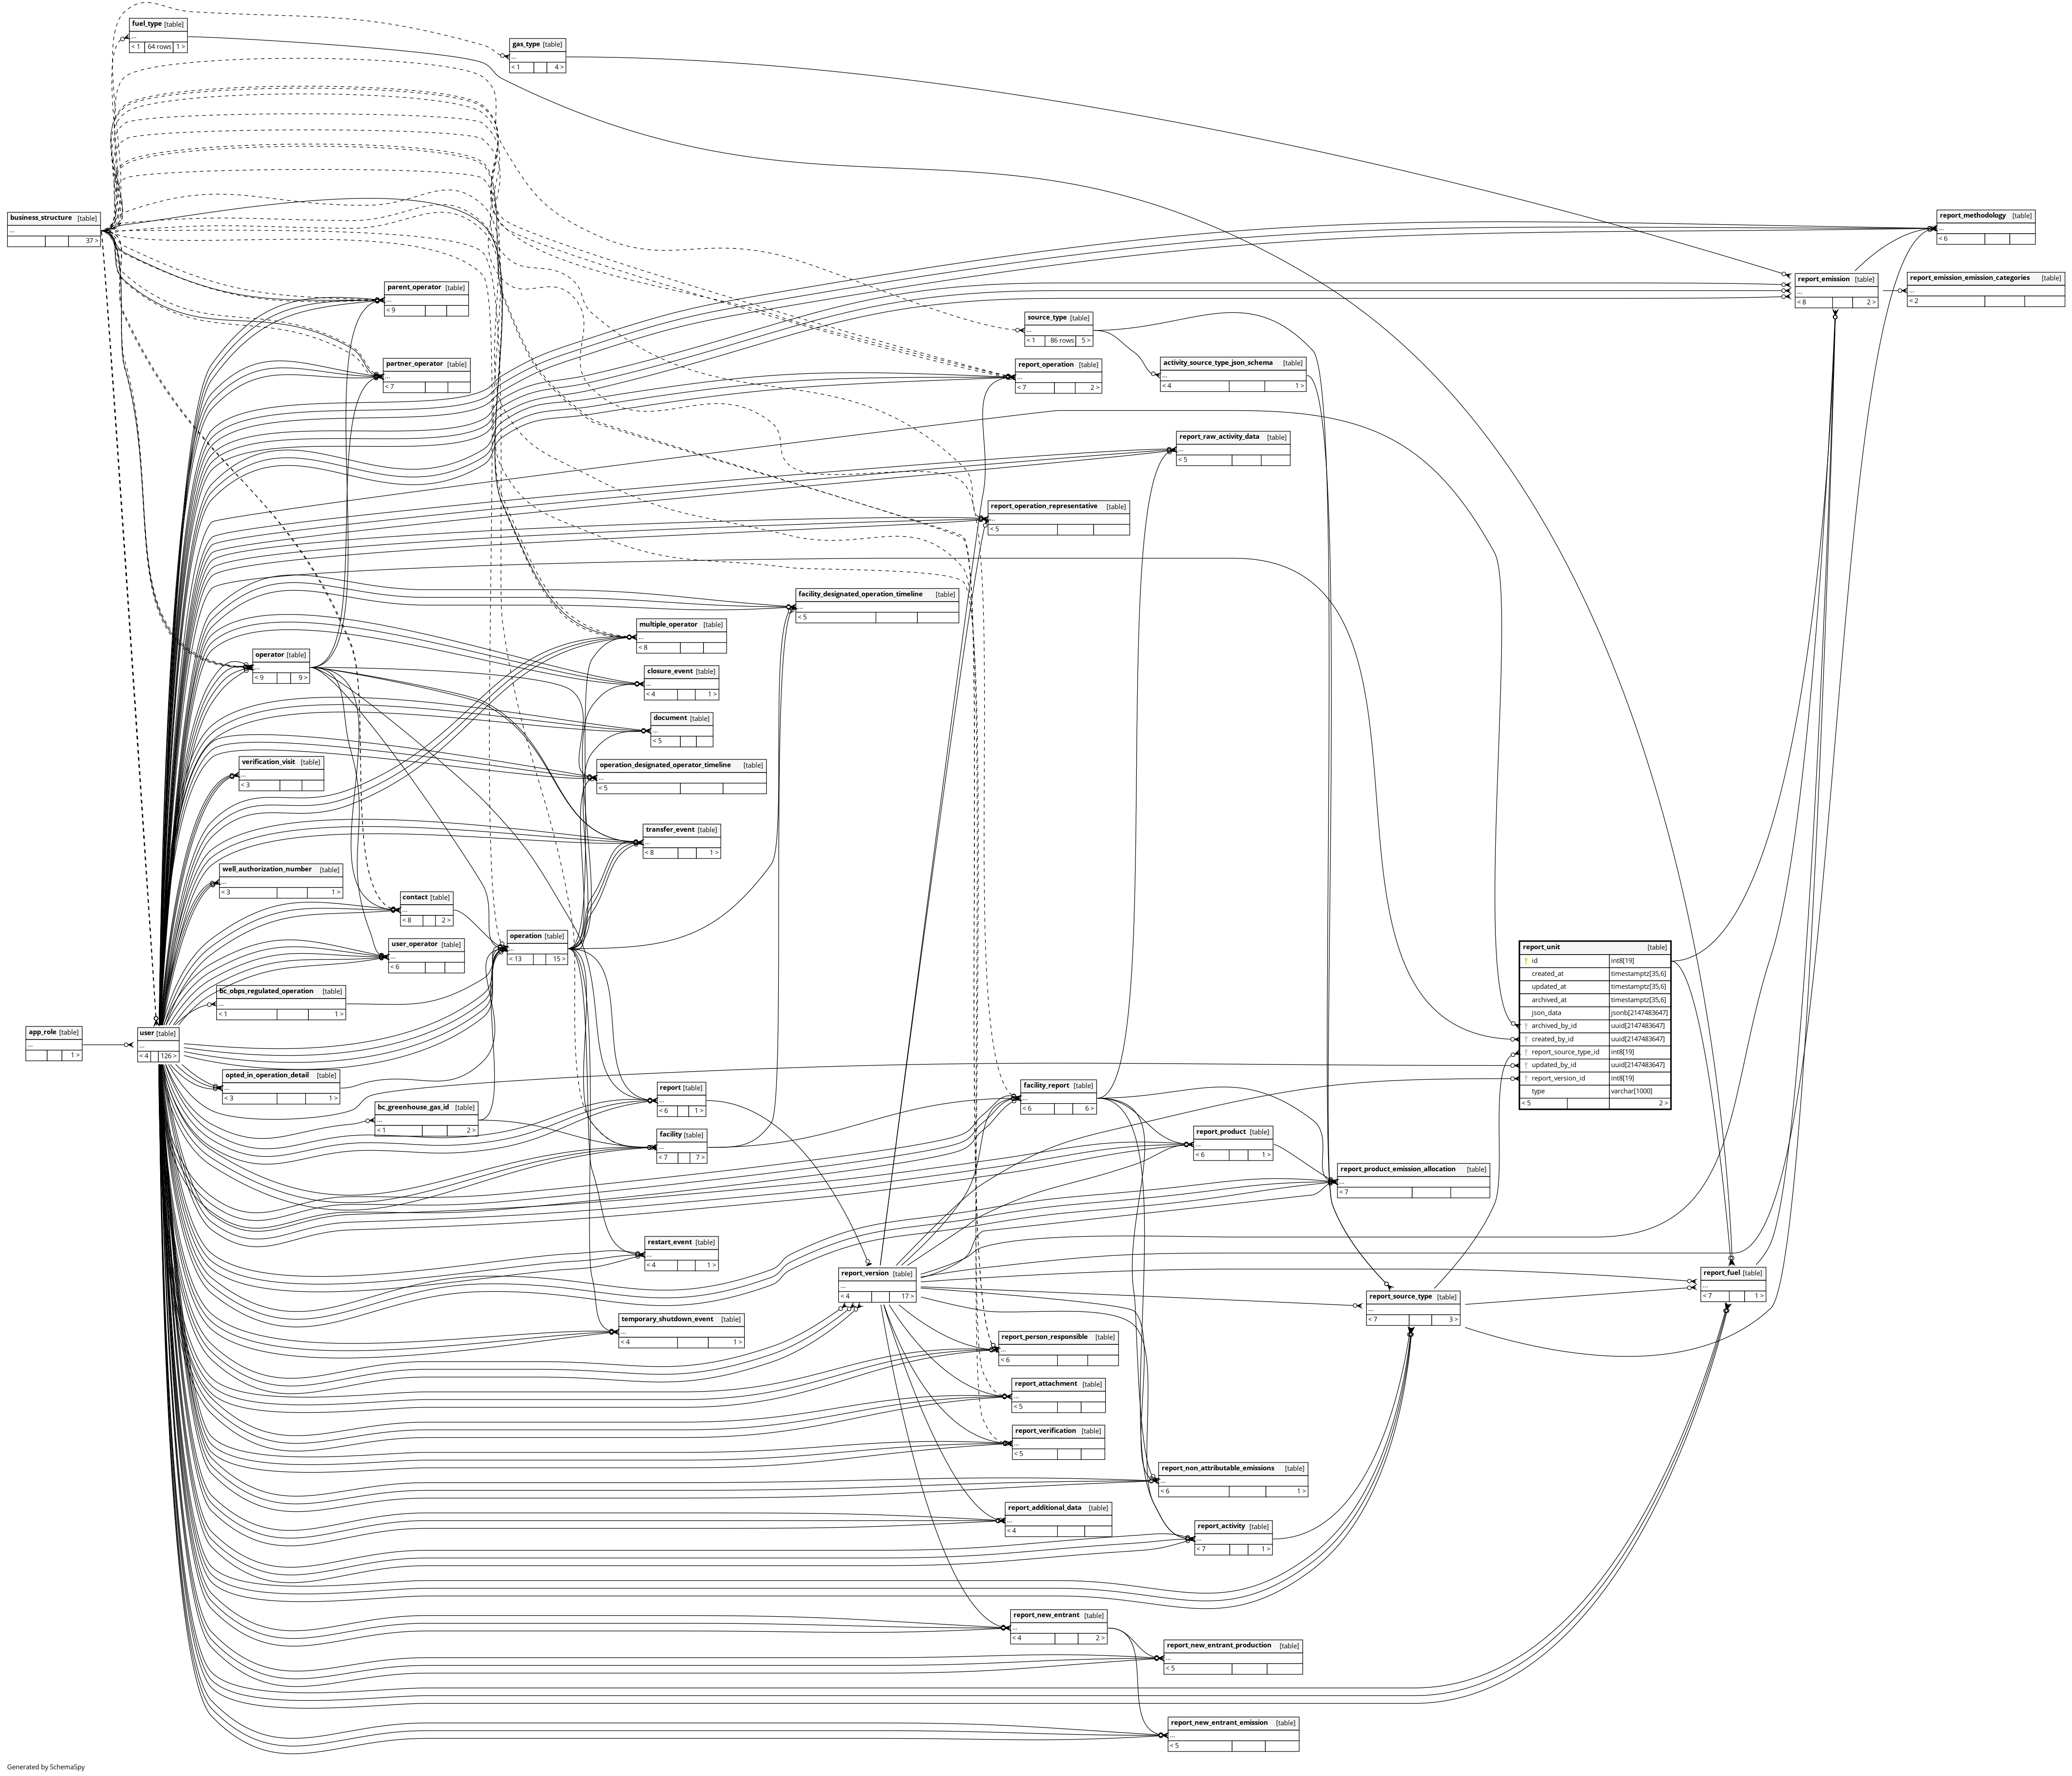 fuel_type [table]
...
< 1 64 rows 1 >
gas_type [table]
...
< 1 4 >
business_structure [table]
...
37 >
report_methodology [table]
...
< 6
report_emission [table]
...
< 8 2 >
report_emission_emission_categories [table]
...
< 2
parent_operator [table]
...
< 9
source_type [table]
...
< 1 86 rows 5 >
partner_operator [table]
...
< 7
report_operation [table]
...
< 7 2 >
activity_source_type_json_schema [table]
...
< 4 1 >
report_raw_activity_data [table]
...
< 5
report_operation_representative [table]
...
< 5
facility_designated_operation_timeline [table]
...
< 5
multiple_operator [table]
...
< 8
operator [table]
...
< 9 9 >
closure_event [table]
...
< 4 1 >
document [table]
...
< 5
verification_visit [table]
...
< 3
operation_designated_operator_timeline [table]
...
< 5
transfer_event [table]
...
< 8 1 >
well_authorization_number [table]
...
< 3 1 >
contact [table]
...
< 8 2 >
user_operator [table]
...
< 6
operation [table]
...
< 13 15 >
bc_obps_regulated_operation [table]
...
< 1 1 >
app_role [table]
...
1 >
user [table]
...
< 4 126 >
opted_in_operation_detail [table]
...
< 3 1 >
bc_greenhouse_gas_id [table]
...
< 1 2 >
report [table]
...
< 6 1 >
facility [table]
...
< 7 7 >
facility_report [table]
...
< 6 6 >
report_unit [table]
id int8[19]
created_at timestamptz[35,6]
updated_at timestamptz[35,6]
archived_at timestamptz[35,6]
json_data jsonb[2147483647]
archived_by_id uuid[2147483647]
created_by_id uuid[2147483647]
report_source_type_id int8[19]
updated_by_id uuid[2147483647]
report_version_id int8[19]
type varchar[1000]
< 5 2 >
report_product [table]
...
< 6 1 >
report_product_emission_allocation [table]
...
< 7
restart_event [table]
...
< 4 1 >
report_version [table]
...
< 4 17 >
report_fuel [table]
...
< 7 1 >
report_source_type [table]
...
< 7 3 >
temporary_shutdown_event [table]
...
< 4 1 >
report_person_responsible [table]
...
< 6
report_attachment [table]
...
< 5
report_verification [table]
...
< 5
report_non_attributable_emissions [table]
...
< 6 1 >
report_additional_data [table]
...
< 4
report_activity [table]
...
< 7 1 >
report_new_entrant [table]
...
< 4 2 >
report_new_entrant_production [table]
...
< 5
report_new_entrant_emission [table]
...
< 5
Generated by SchemaSpy